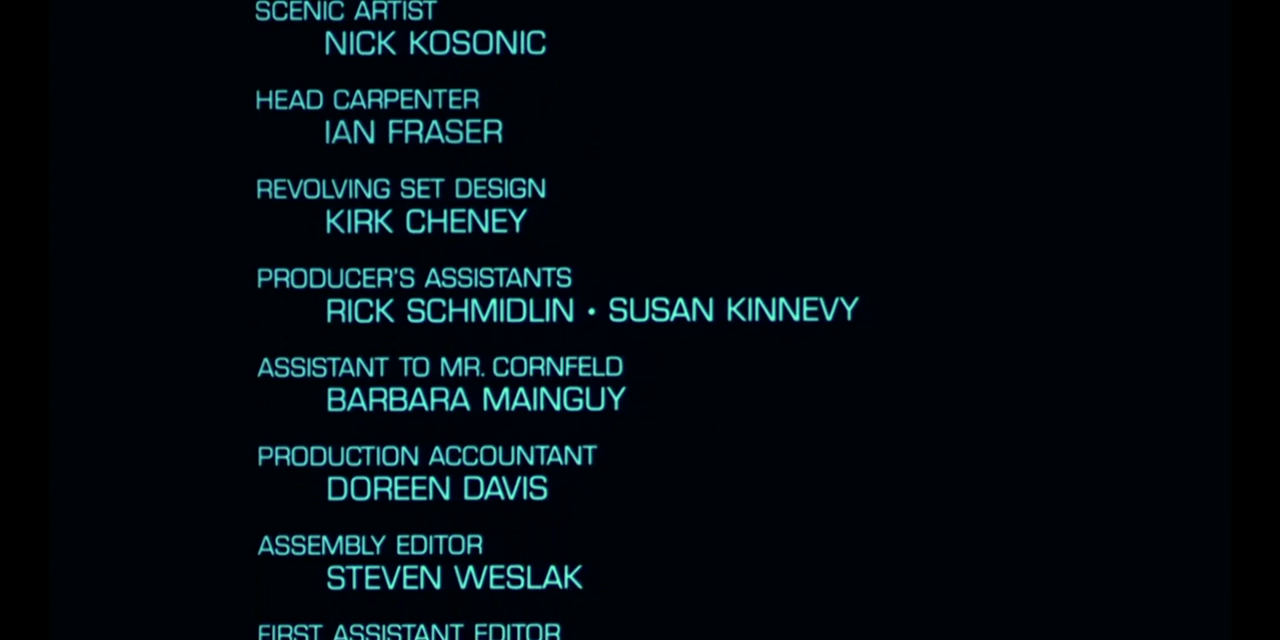 SCENIC ARTIST
NICK KOSONIC
HEAD CARPENTER
IAN FRASER
REVOLVING SET DESIGN
KIRK CHENEY
PRODUCER'S ASSISTANTS
RICK SCHMIDLIN • SUSAN KINNEVY
ASSISTANT TO MR. CORNFELD
BARBARA MAINGUY
PRODUCTION ACCOUNTANT
DOREEN DAVIS
ASSEMBLY EDITOR
STEVEN WESLAK
FIRST ASSISTANT EDITOR